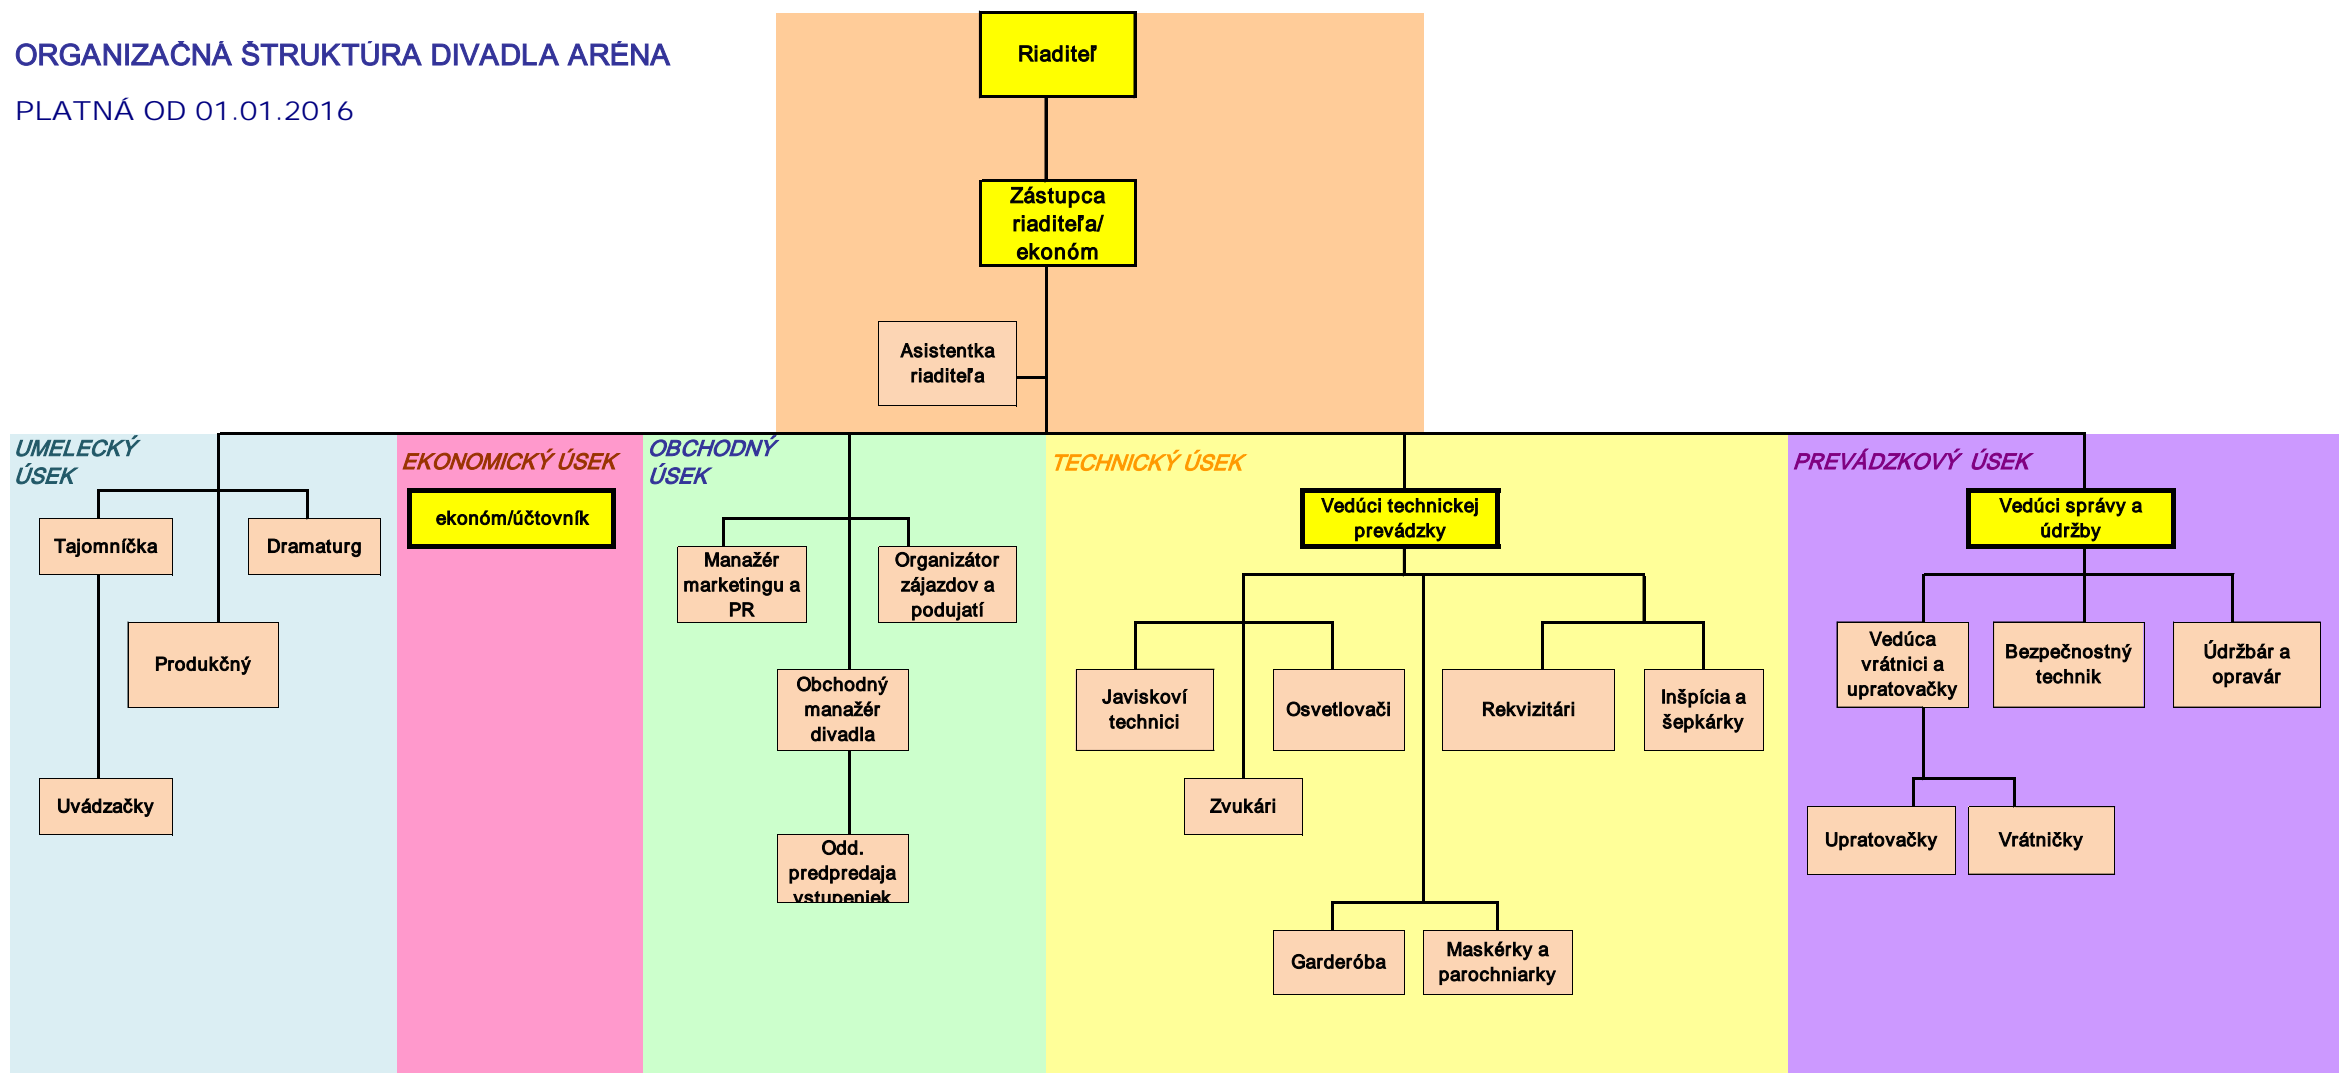 ORGANIZAČNÁ ŠTRUKTÚRA DIVADLA ARÉNA
PLATNÁ OD 01.01.2016
Riaditeľ
Zástupca
riaditeľa/
ekonóm
Asistentka
riaditeľa
UMELECKÝ
ÚSEK
EKONOMICKÝ ÚSEK
OBCHODNÝ
ÚSEK
TECHNICKÝ ÚSEK
PREVÁDZKOVÝ ÚSEK
Tajomníčka
Dramaturg
Produkčný
Uvádzačky
ekonóm/účtovník
Manažér
marketingu a
PR
Organizátor
zájazdov a
podujatí
Obchodný
manažér
divadla
Odd.
predpredaja
vstupeniek
Vedúci technickej
prevádzky
Javiskoví
technici
Osvetlovači
Rekvizitári
Inšpícia a
šepkárky
Zvukári
Garderóba
Maskérky a
parochniarky
Vedúci správy a
údržby
Vedúca
vrátnici a
upratovačky
Bezpečnostný
technik
Údržbár a
opravár
Upratovačky
Vrátničky